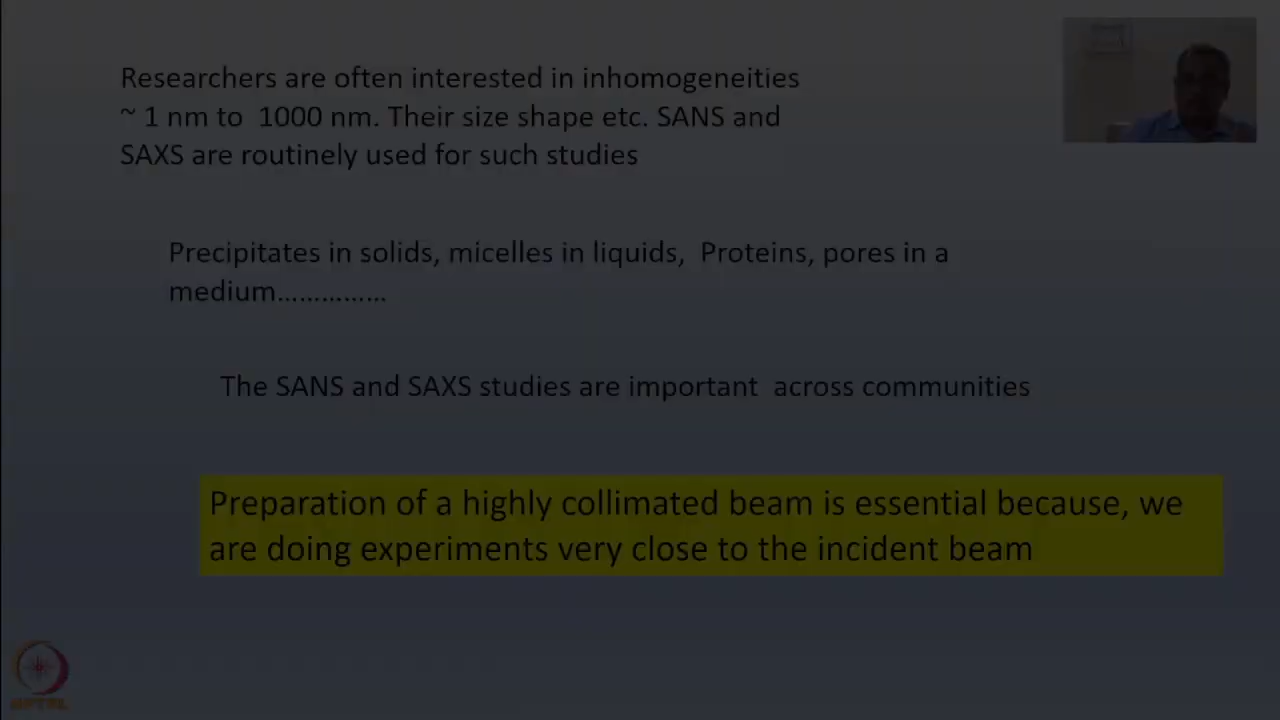 Researchers are often interested in inhomogeneities
~ 1 nm to 1000 nm. Their size shape etc. SANS and
SAXS are routinely used for such studies
Precipitates in solids, micelles in liquids, Proteins, pores in a
medium……………
The SANS and SAXS studies are important across communities
Preparation of a highly collimated beam is essential because, we
are doing experiments very close to the incident beam
NPTEL